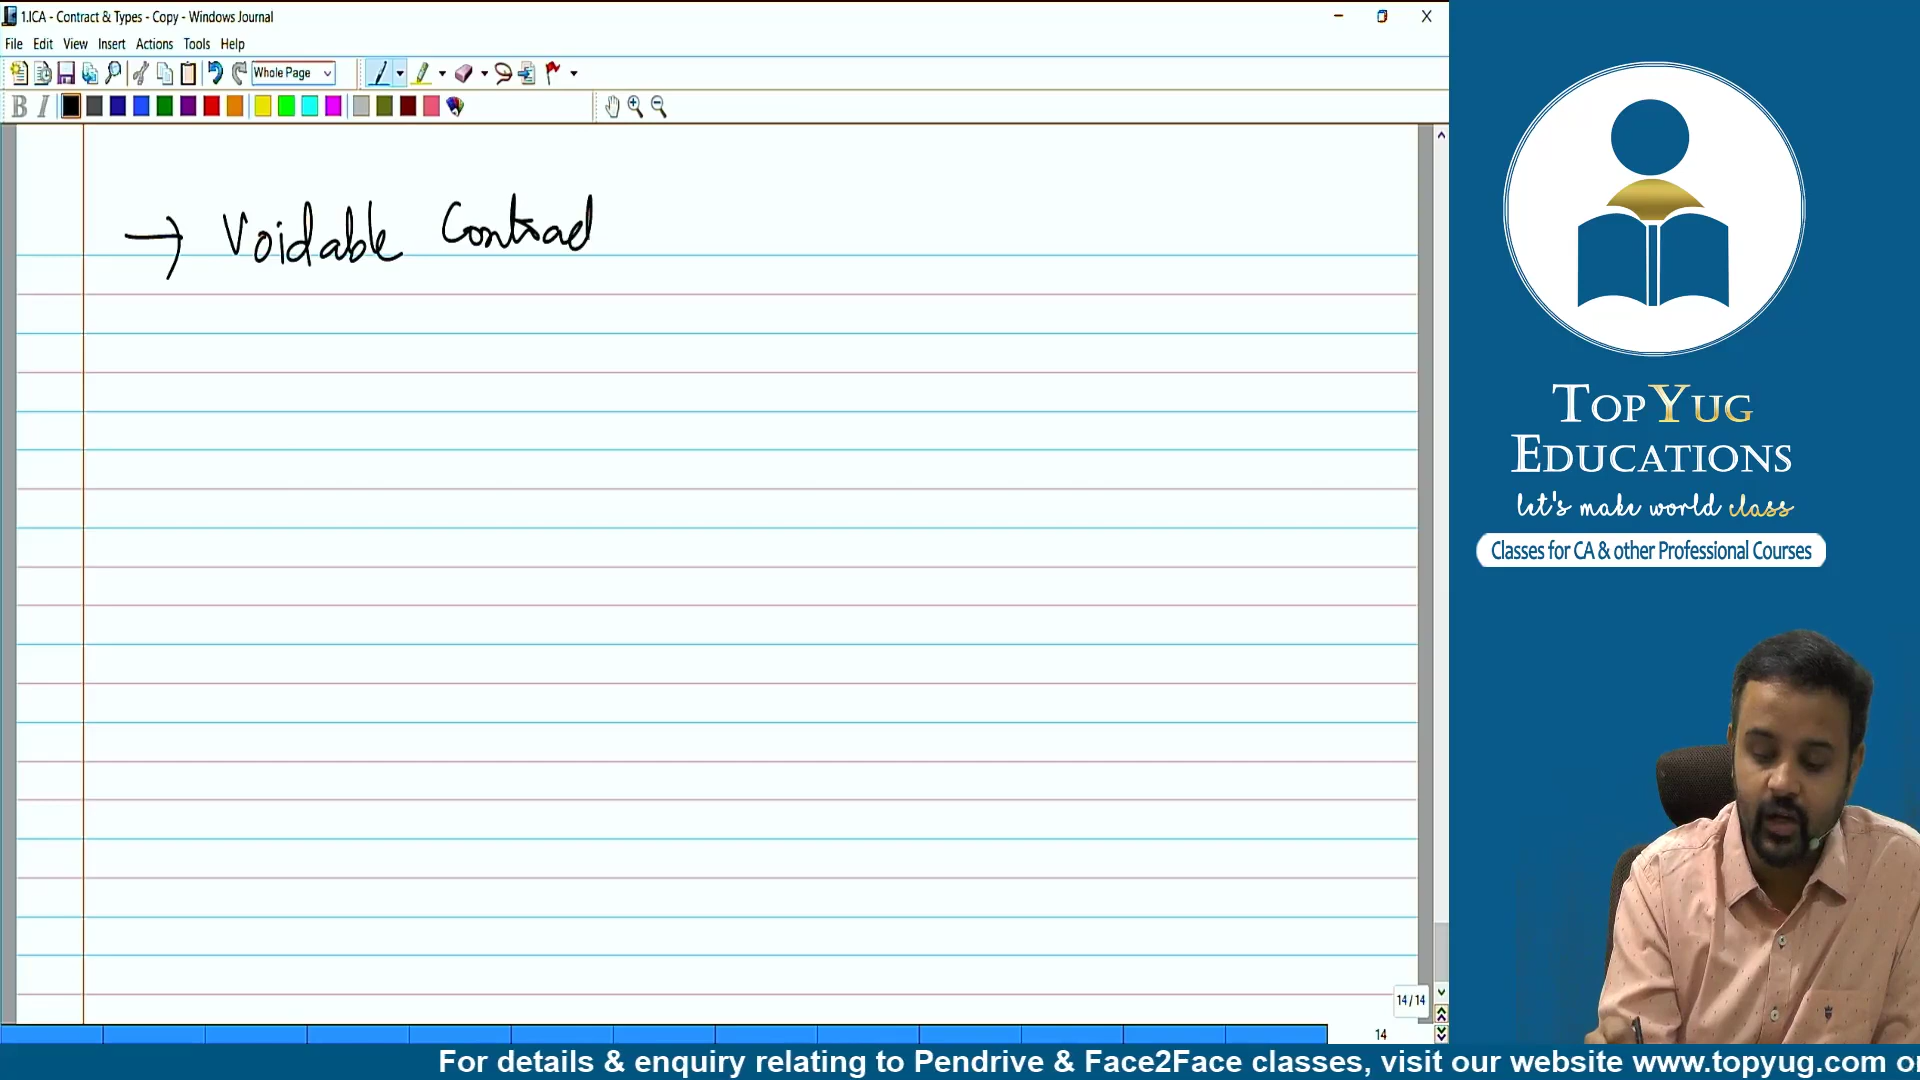 1.ICA - Contract & Types - Copy - Windows Journal
File Edit View Insert Actions Tools Help
Whole Page
B I
→ Voidable Contract
14 / 14
14
TOPYUG
EDUCATIONS
let's make world class
Classes for CA & other Professional Courses
For details & enquiry relating to Pendrive & Face2Face classes, visit our website www.topyug.com or